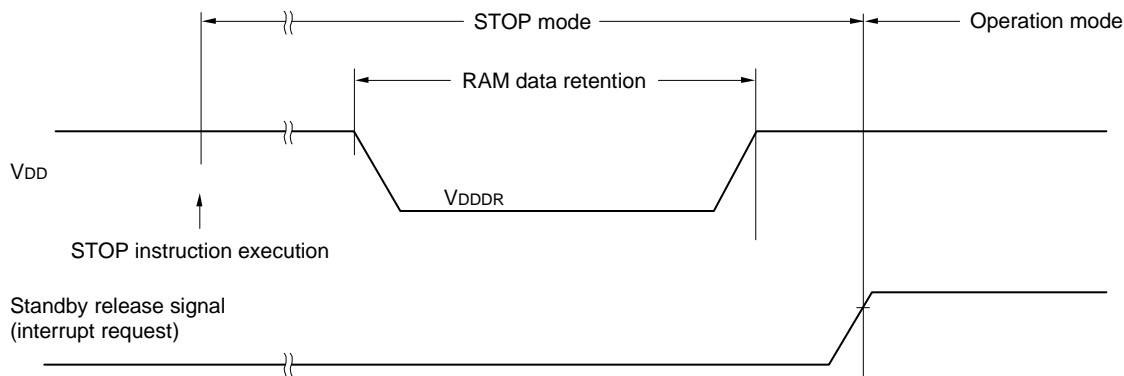 STOP mode
Operation mode
RAM data retention
VDD
VDDDR
STOP instruction execution
Standby release signal
(interrupt request)